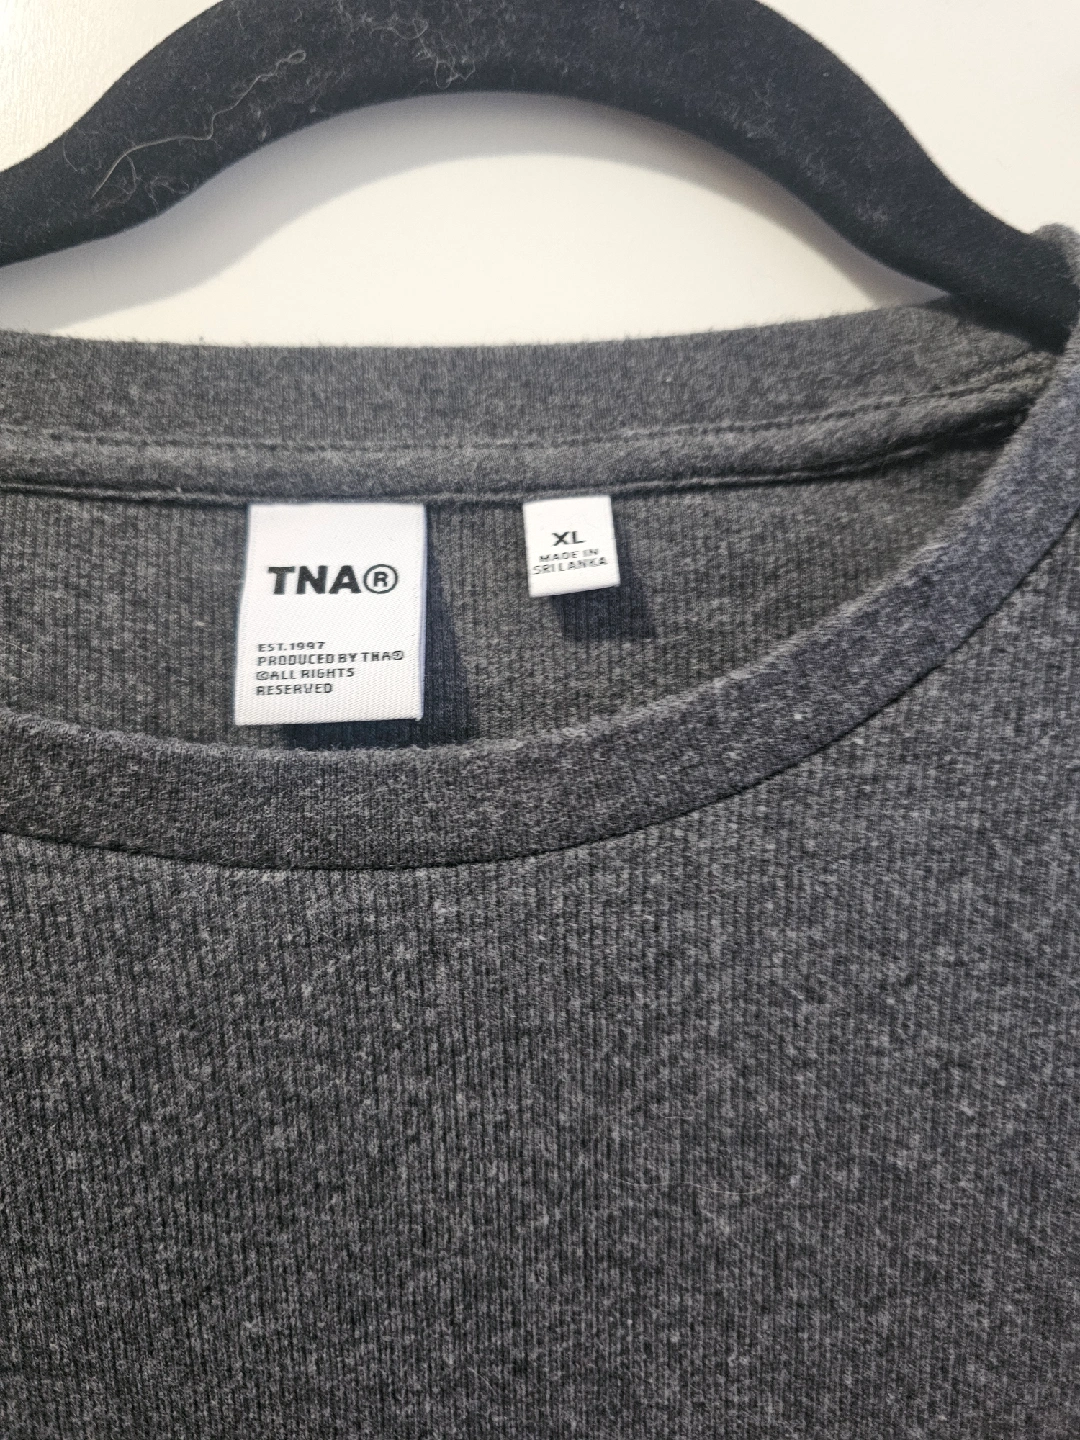 TNA®
EST.1997
PRODUCED BY TNA®
©ALL RIGHTS
RESERVED
XL
MADE IN
SRI LANKA